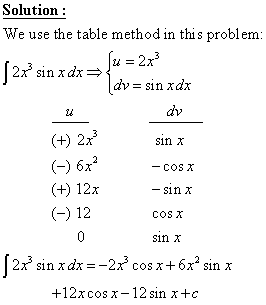 Solution :
We use the table method in this problem:
∫ 2x³ sin x dx ⇒ { u = 2x³
dv = sin x dx
u dv
(+) 2x³ sin x
(−) 6x² − cos x
(+) 12x − sin x
(−) 12 cos x
0 sin x
∫ 2x³ sin x dx = −2x³ cos x + 6x² sin x
+12x cos x − 12 sin x + c